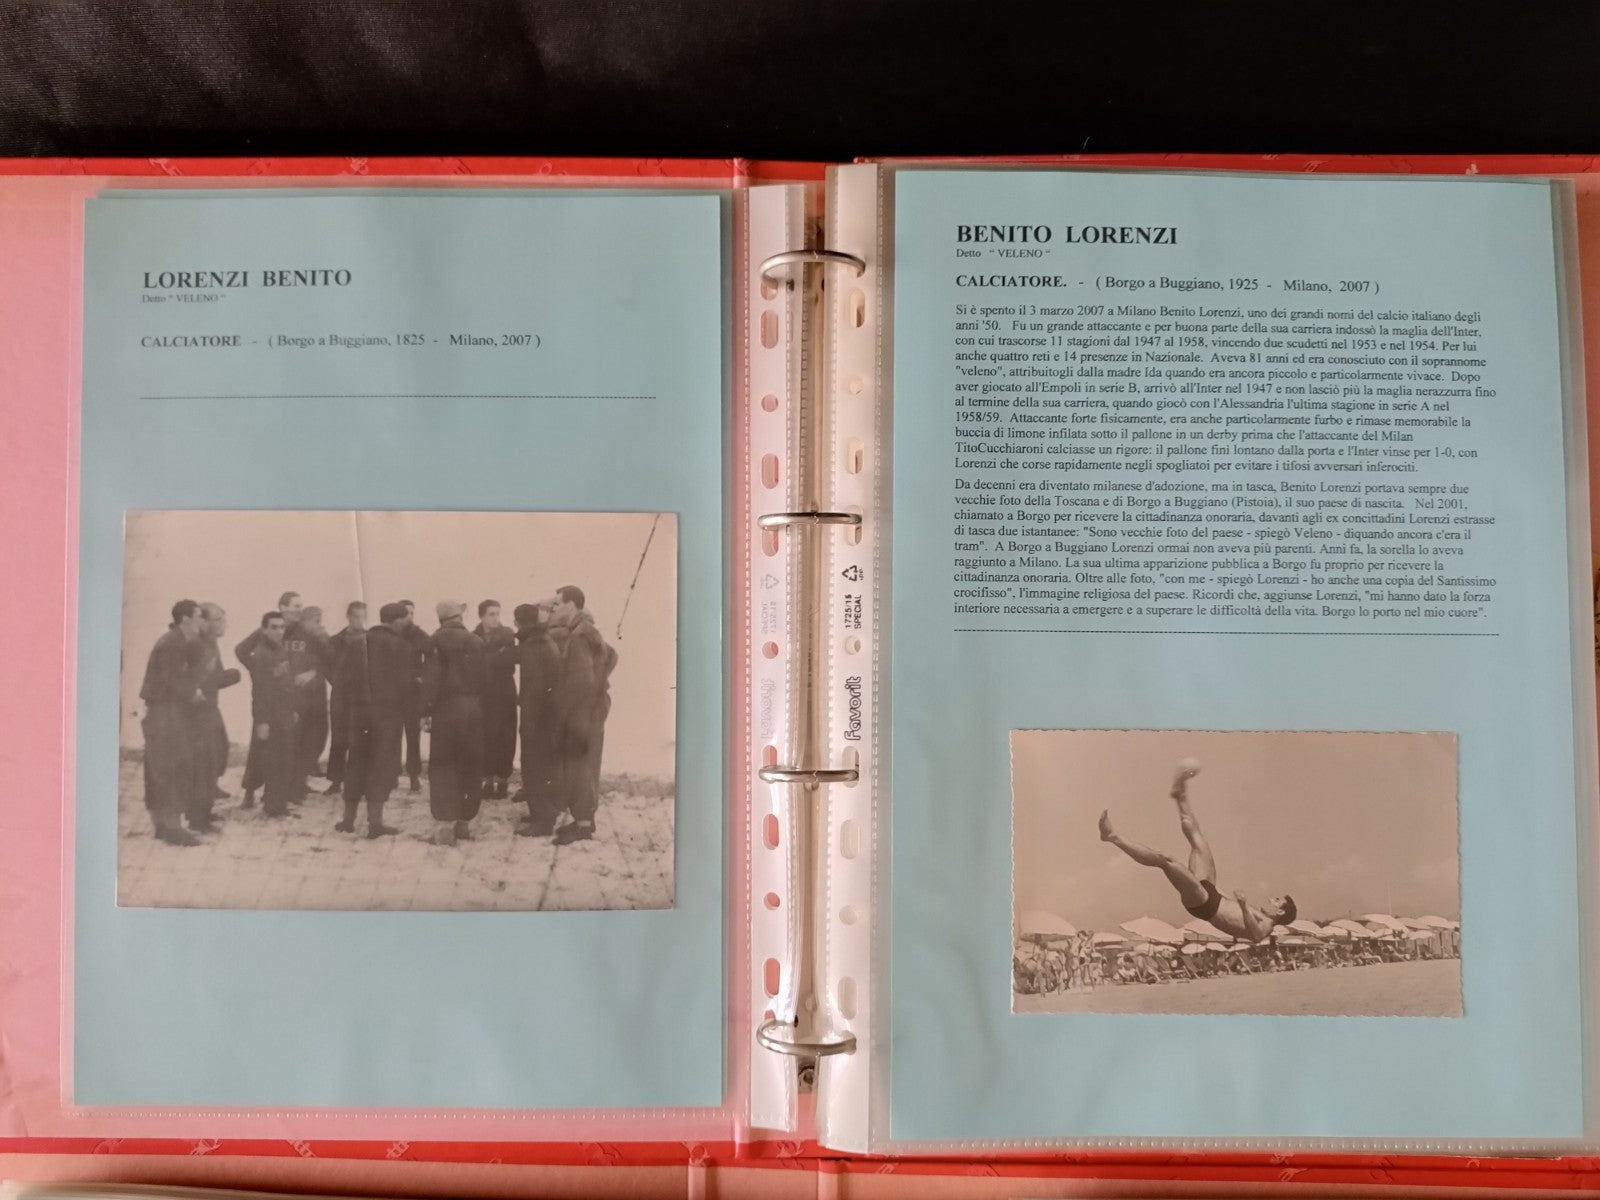 LORENZI BENITO
Detto " VELENO "
CALCIATORE - ( Borgo a Buggiano, 1825 - Milano, 2007 )
TER
BENITO LORENZI
Detto " VELENO "
CALCIATORE. - ( Borgo a Buggiano, 1925 - Milano, 2007 )
Si è spento il 3 marzo 2007 a Milano Benito Lorenzi, uno dei grandi nomi del calcio italiano degli
anni '50. Fu un grande attaccante e per buona parte della sua carriera indossò la maglia dell'Inter,
con cui trascorse 11 stagioni dal 1947 al 1958, vincendo due scudetti nel 1953 e nel 1954. Per lui
anche quattro reti e 14 presenze in Nazionale. Aveva 81 anni ed era conosciuto con il soprannome
"veleno", attribuitogli dalla madre Ida quando era ancora piccolo e particolarmente vivace. Dopo
aver giocato all'Empoli in serie B, arrivò all'Inter nel 1947 e non lasciò più la maglia nerazzurra fino
al termine della sua carriera, quando giocò con l'Alessandria l'ultima stagione in serie A nel
1958/59. Attaccante forte fisicamente, era anche particolarmente furbo e rimase memorabile la
buccia di limone infilata sotto il pallone in un derby prima che l'attaccante del Milan
TitoCucchiaroni calciasse un rigore: il pallone finì lontano dalla porta e l'Inter vinse per 1-0, con
Lorenzi che corse rapidamente negli spogliatoi per evitare i tifosi avversari inferociti.
Da decenni era diventato milanese d'adozione, ma in tasca, Benito Lorenzi portava sempre due
vecchie foto della Toscana e di Borgo a Buggiano (Pistoia), il suo paese di nascita. Nel 2001,
chiamato a Borgo per ricevere la cittadinanza onoraria, davanti agli ex concittadini Lorenzi estrasse
di tasca due istantanee: "Sono vecchie foto del paese - spiegò Veleno - diquando ancora c'era il
tram". A Borgo a Buggiano Lorenzi ormai non aveva più parenti. Anni fa, la sorella lo aveva
raggiunto a Milano. La sua ultima apparizione pubblica a Borgo fu proprio per ricevere la
cittadinanza onoraria. Oltre alle foto, "con me - spiegò Lorenzi - ho anche una copia del Santissimo
crocifisso", l'immagine religiosa del paese. Ricordi che, aggiunse Lorenzi, "mi hanno dato la forza
interiore necessaria a emergere e a superare le difficoltà della vita. Borgo lo porto nel mio cuore".
Favorit
1725/15
SPECIAL
Favorit